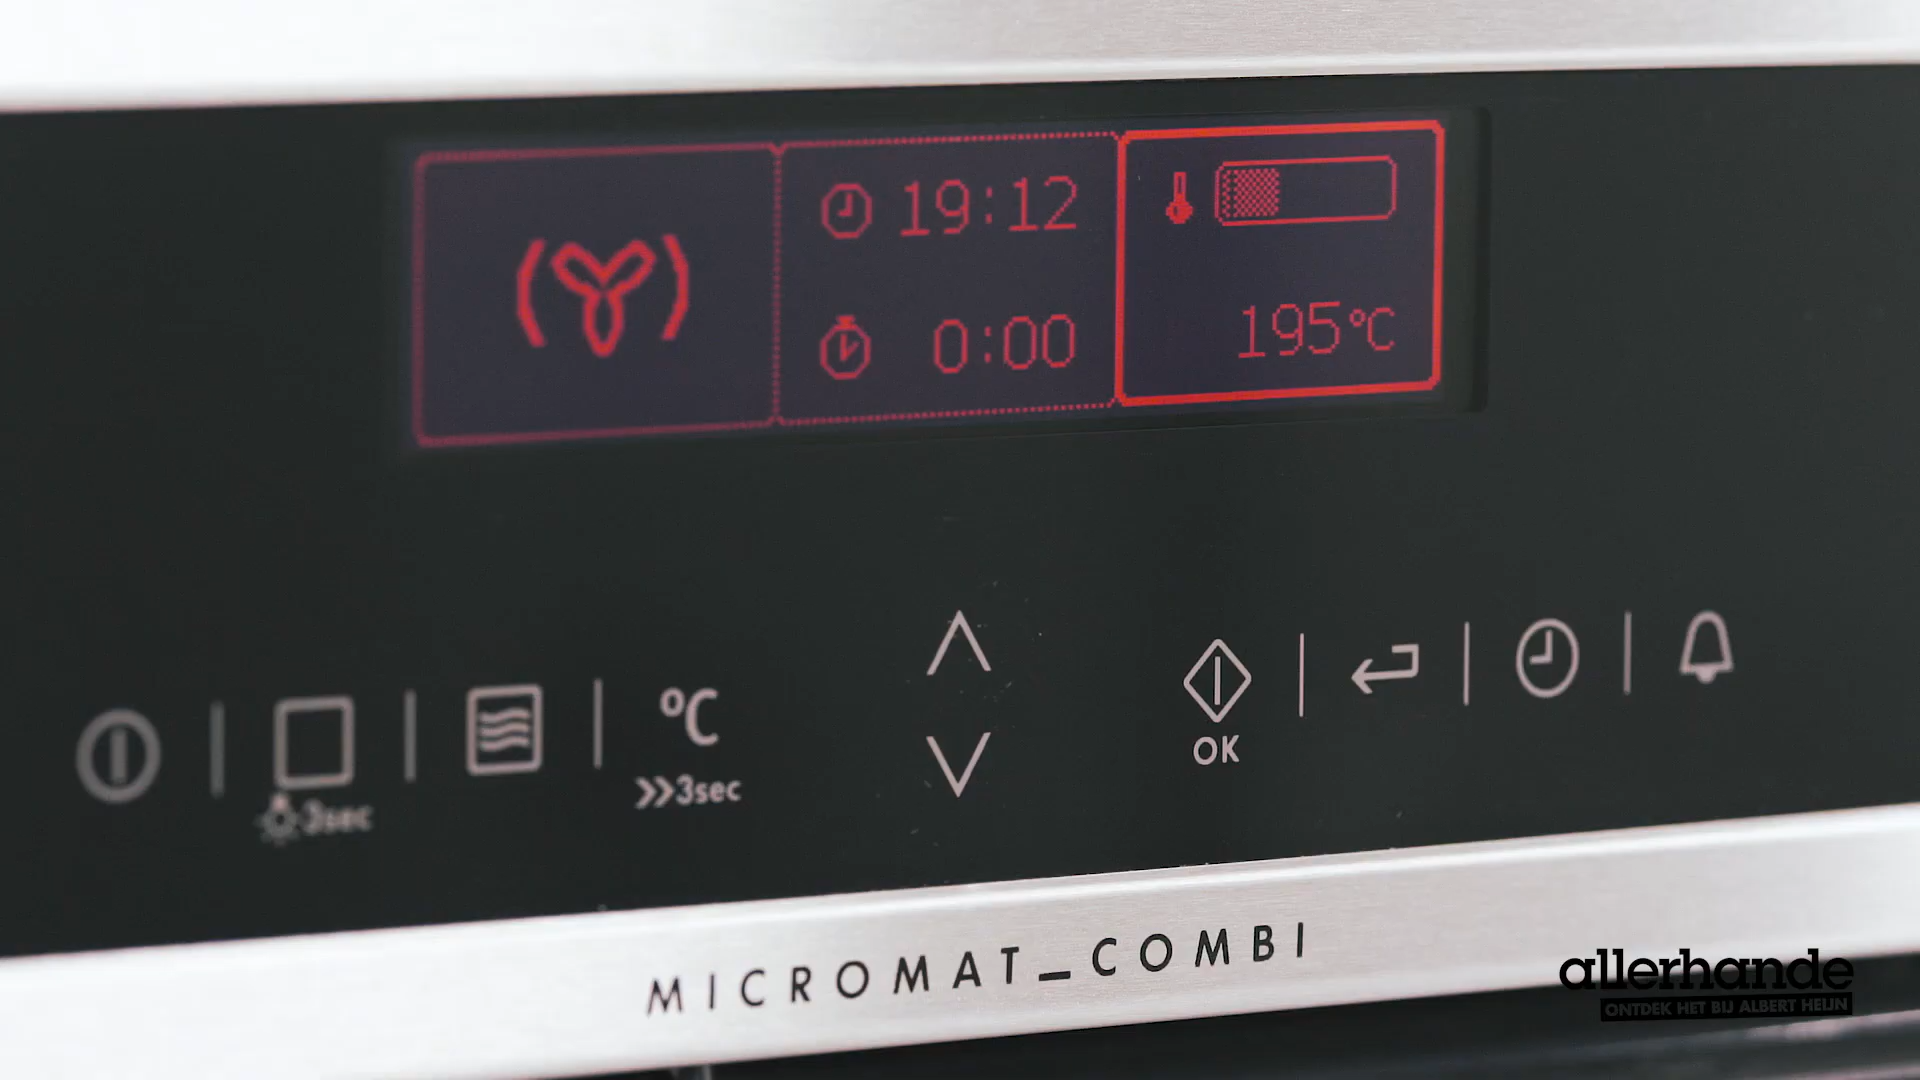 19:12
0:00
195°C
°C
3sec
»3sec
OK
MICROMAT_COMBI
allerhande
ONTDEK HET BIJ ALBERT HEIJN